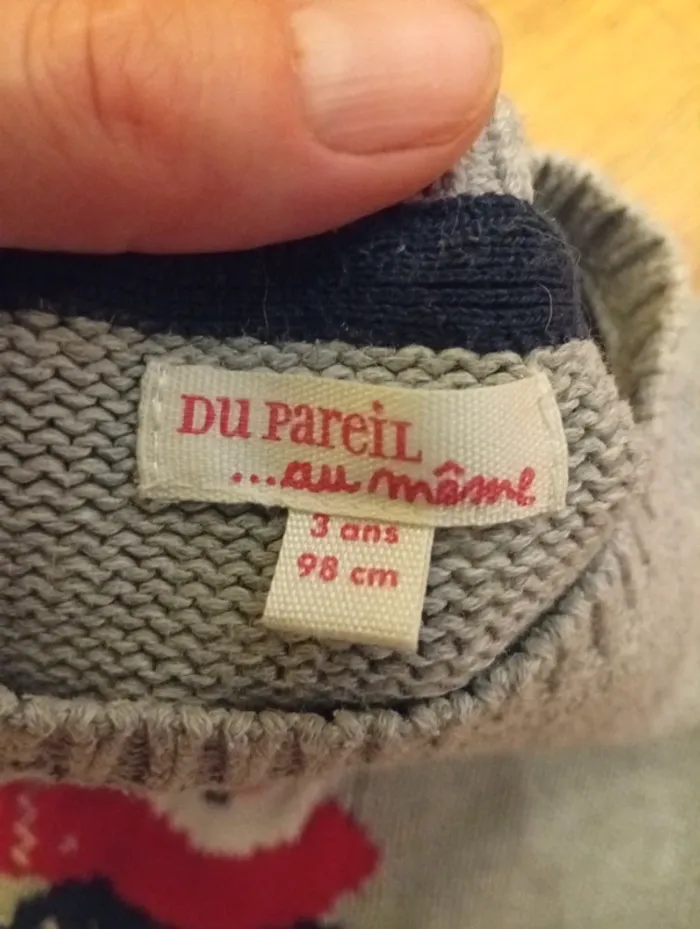 DU PAREIL
...au même
3 ans
98 cm